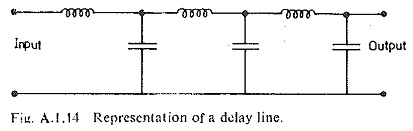 Input
Output
Fig. A.1.14 Representation of a delay line.